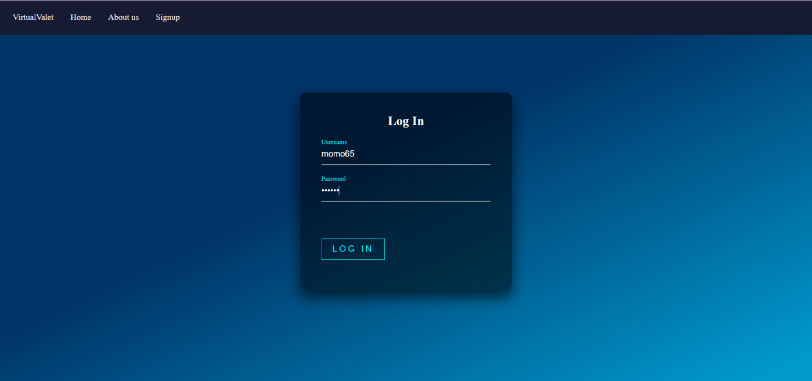 VirtualValet Home About us Signup
Log In
Username
momo65
Password
••••••
LOG IN